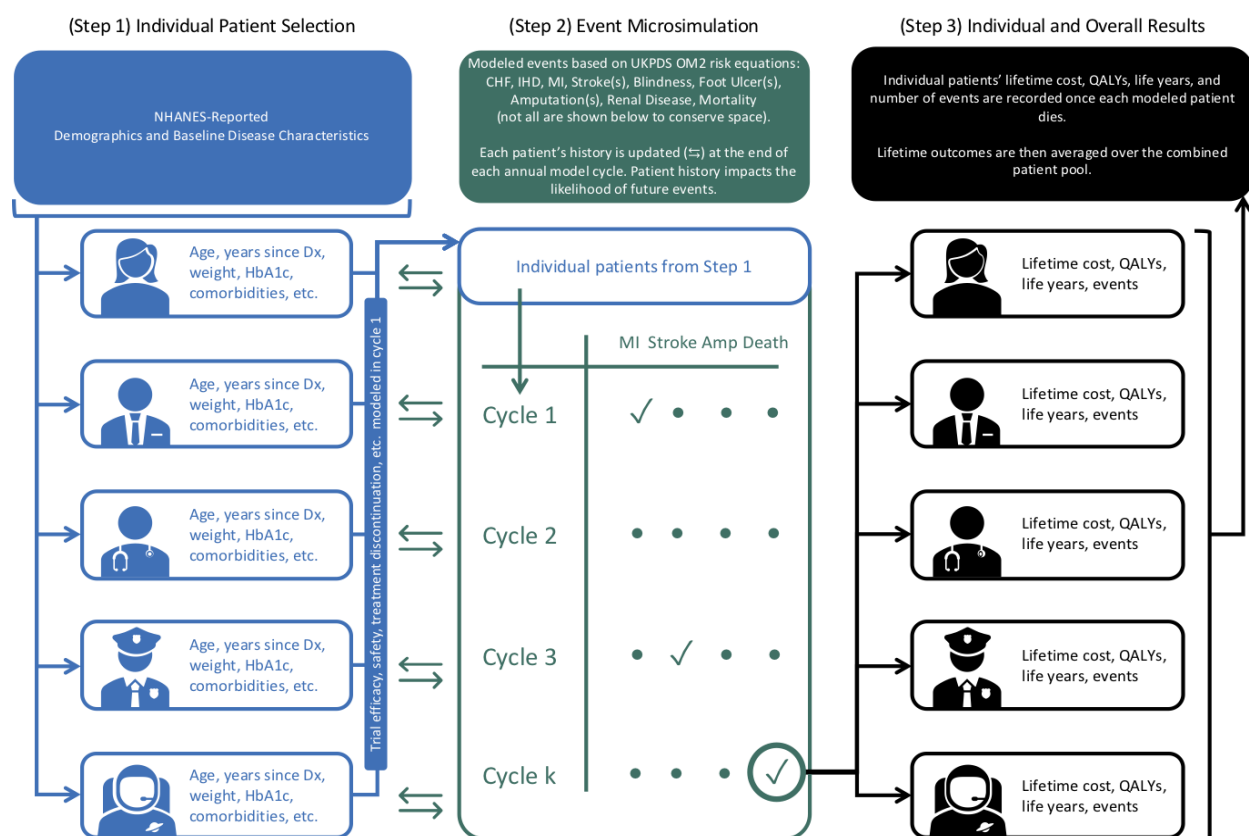 (Step 1) Individual Patient Selection
NHANES-Reported
Demographics and Baseline Disease Characteristics
Age, years since Dx,
weight, HbA1c,
comorbidities, etc.
Age, years since Dx,
weight, HbA1c,
comorbidities, etc.
Age, years since Dx,
weight, HbA1c,
comorbidities, etc.
Age, years since Dx,
weight, HbA1c,
comorbidities, etc.
Age, years since Dx,
weight, HbA1c,
comorbidities, etc.
Trial efficacy, safety, treatment discontinuation, etc. modeled in cycle 1
(Step 2) Event Microsimulation
Modeled events based on UKPDS OM2 risk equations:
CHF, IHD, MI, Stroke(s), Blindness, Foot Ulcer(s),
Amputation(s), Renal Disease, Mortality
(not all are shown below to conserve space).
Each patient's history is updated (⇆) at the end of
each annual model cycle. Patient history impacts the
likelihood of future events.
Individual patients from Step 1
MI Stroke Amp Death
Cycle 1 ✓ • • •
Cycle 2 • • • •
Cycle 3 • ✓ • •
Cycle k • • • ✓
(Step 3) Individual and Overall Results
Individual patients' lifetime cost, QALYs, life years, and
number of events are recorded once each modeled patient
dies.
Lifetime outcomes are then averaged over the combined
patient pool.
Lifetime cost, QALYs,
life years, events
Lifetime cost, QALYs,
life years, events
Lifetime cost, QALYs,
life years, events
Lifetime cost, QALYs,
life years, events
Lifetime cost, QALYs,
life years, events